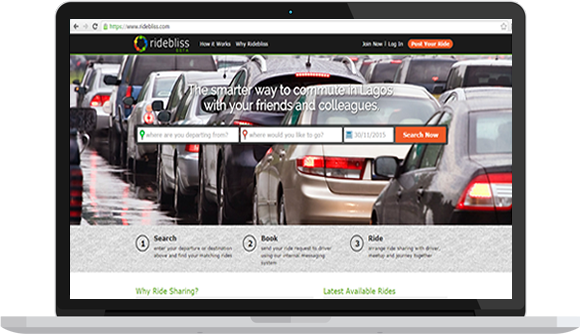 https://www.ridebliss.com
ridebliss
BETA
How it Works Why Ridebliss
Join Now | Log In Post Your Ride
The smarter way to commute in Lagos
with your friends and colleagues.
where are you departing from? where would you like to go? 30/11/2015 Search Now
1 Search
enter your departure or destination
above and find your matching rides
2 Book
send your ride request to driver
using our internal messaging
system
3 Ride
Arrange ride sharing with driver,
meetup and journey together
Why Ride Sharing?
Latest Available Rides